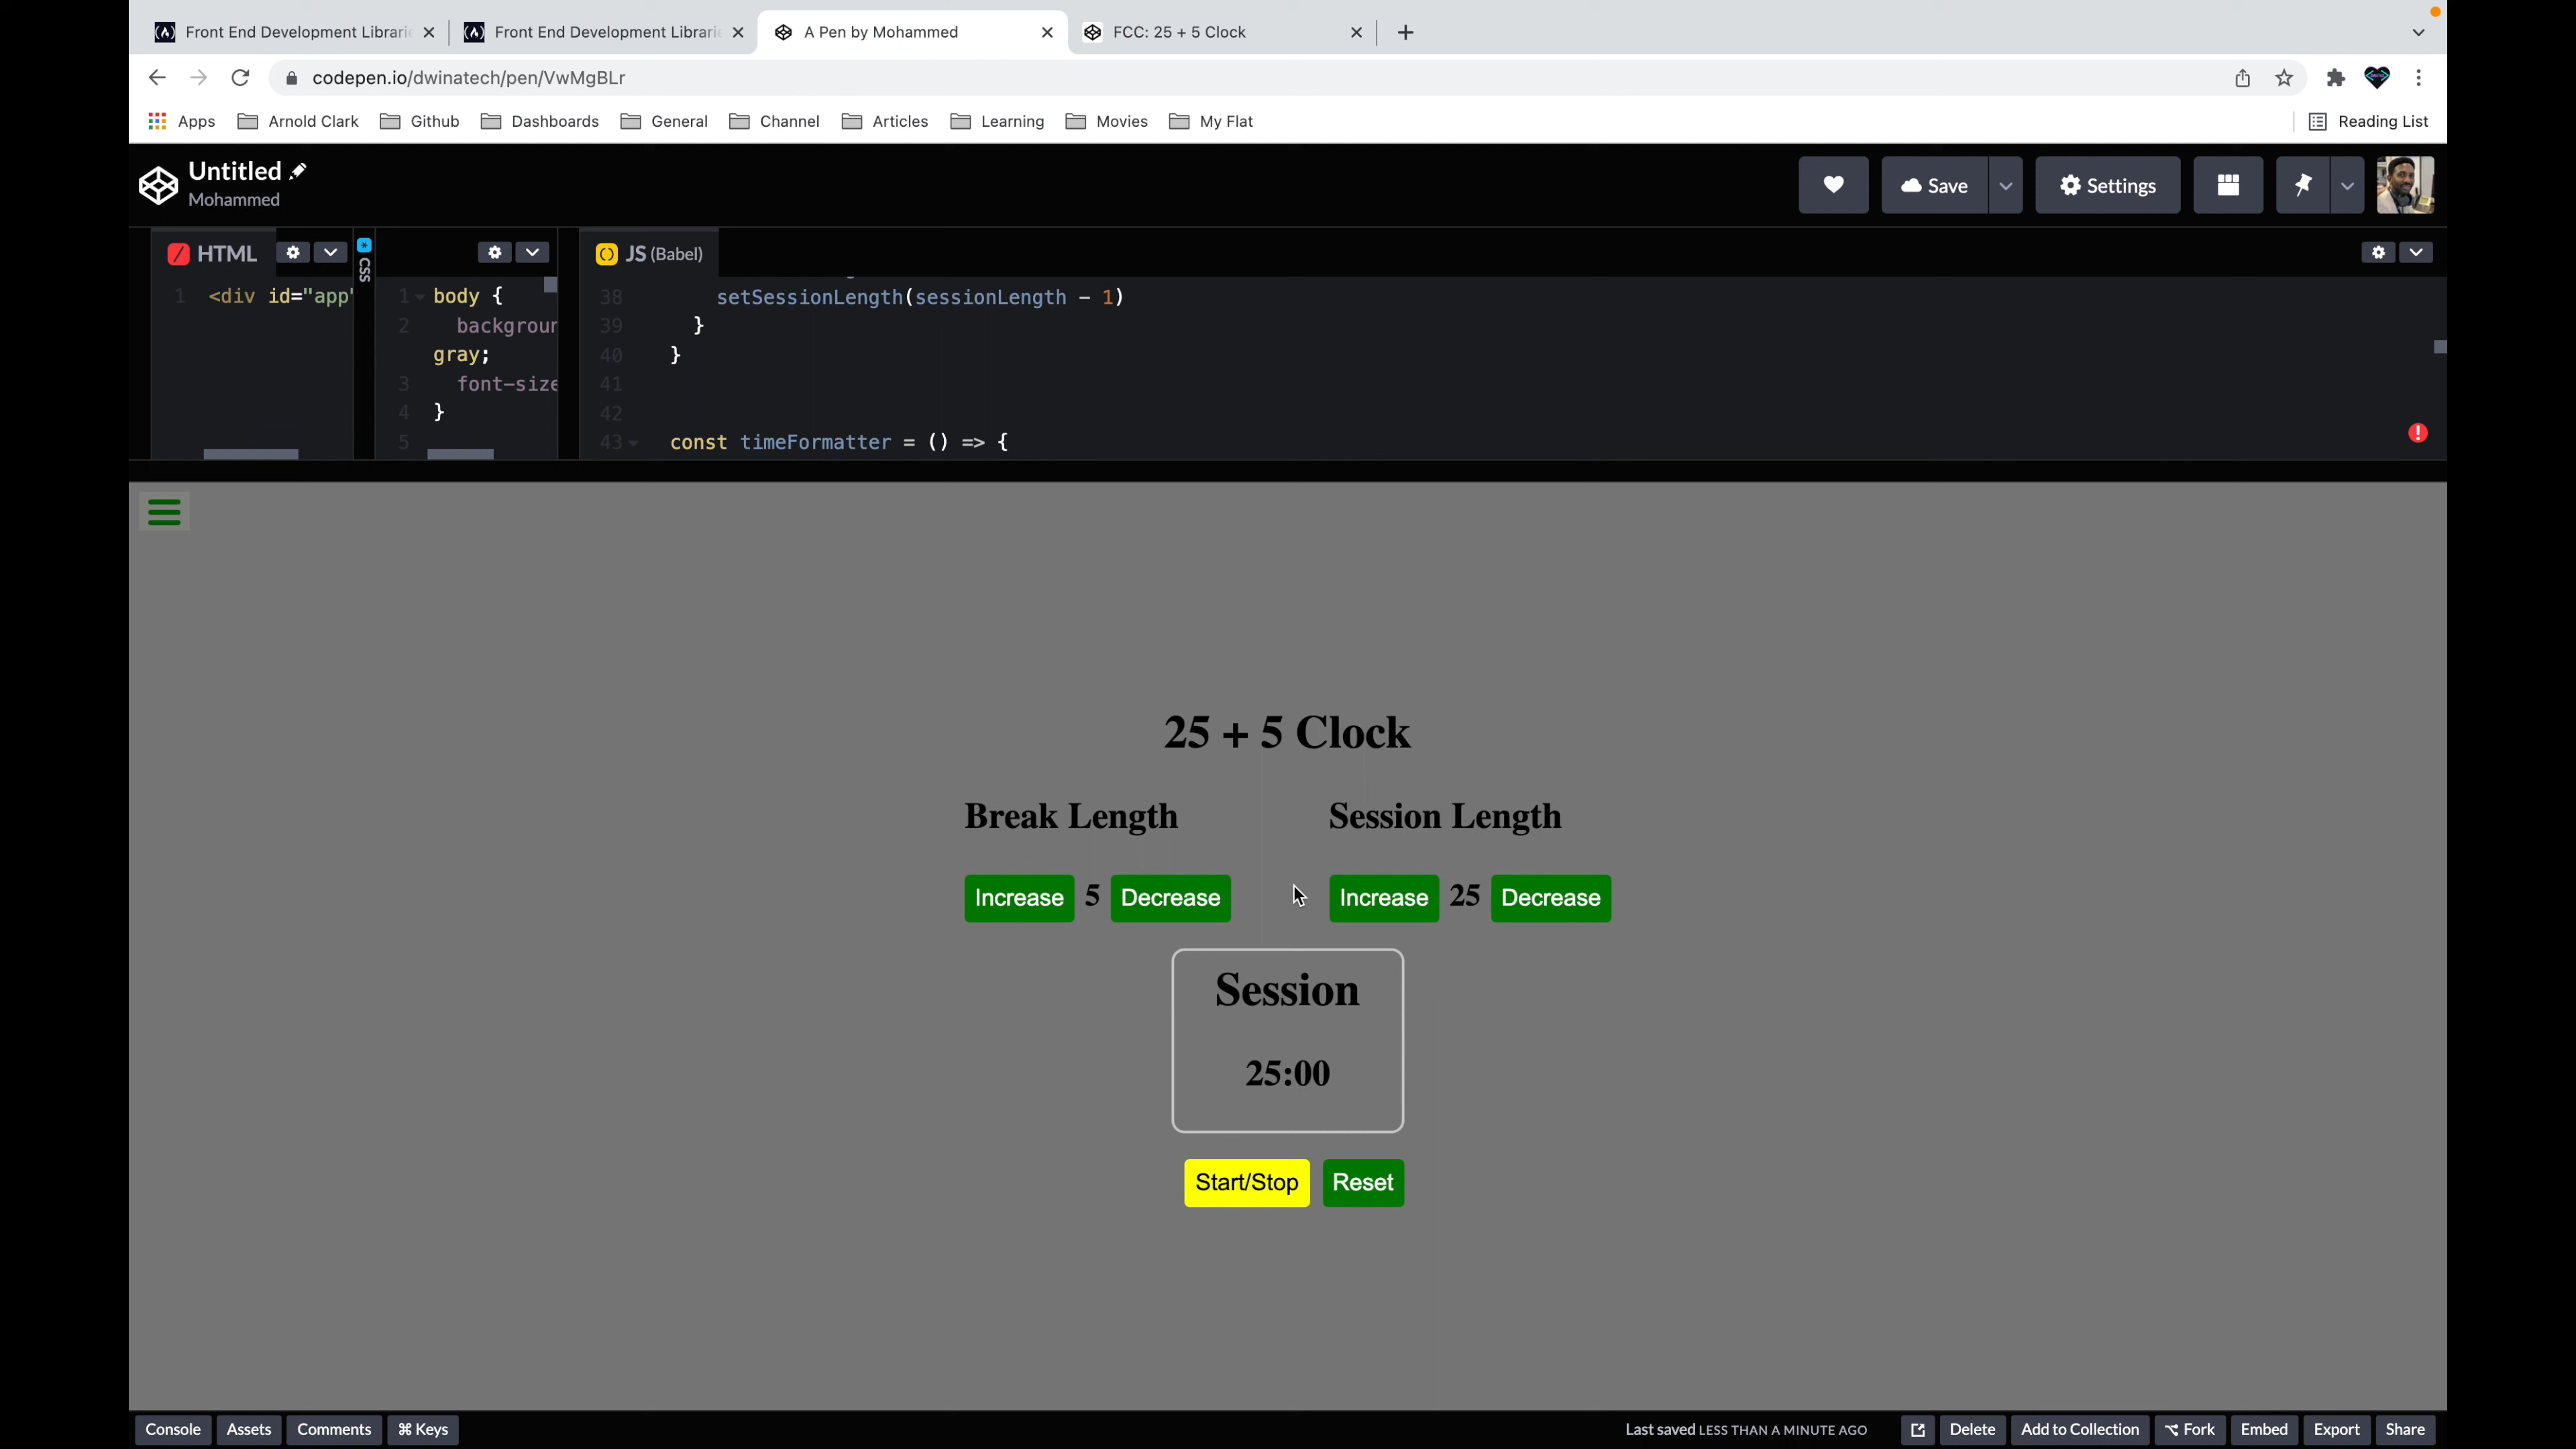 Front End Development Librari
Front End Development Librari
A Pen by Mohammed
FCC: 25 + 5 Clock
codepen.io/dwinatech/pen/VwMgBLr
Apps
Arnold Clark
Github
Dashboards
General
Channel
Articles
Learning
Movies
My Flat
Reading List
Untitled
Mohammed
Save
Settings
HTML
CSS
JS (Babel)
1 <div id="app"
1 body {
2 backgroun
gray;
3 font-size
4 }
5
38 setSessionLength(sessionLength - 1)
39 }
40 }
41
42
43 const timeFormatter = () => {
25 + 5 Clock
Break Length
Session Length
Increase 5 Decrease
Increase 25 Decrease
Session
25:00
Start/Stop
Reset
Console
Assets
Comments
⌘ Keys
Last saved LESS THAN A MINUTE AGO
Delete
Add to Collection
Fork
Embed
Export
Share